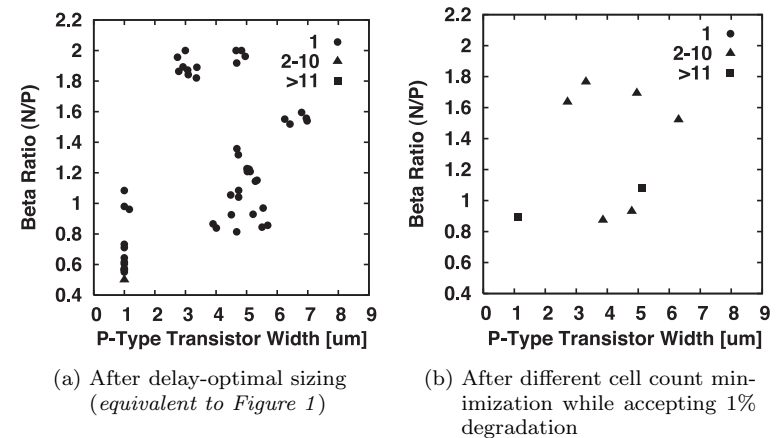 2.2
2
1.8
1.6
1.4
1.2
1
0.8
0.6
0.4
Beta Ratio (N/P)
1
2-10
>11
0 1 2 3 4 5 6 7 8 9
P-Type Transistor Width [um]
(a) After delay-optimal sizing
(equivalent to Figure 1)
2.2
2
1.8
1.6
1.4
1.2
1
0.8
0.6
0.4
Beta Ratio (N/P)
1
2-10
>11
0 1 2 3 4 5 6 7 8 9
P-Type Transistor Width [um]
(b) After different cell count min-
imization while accepting 1%
degradation